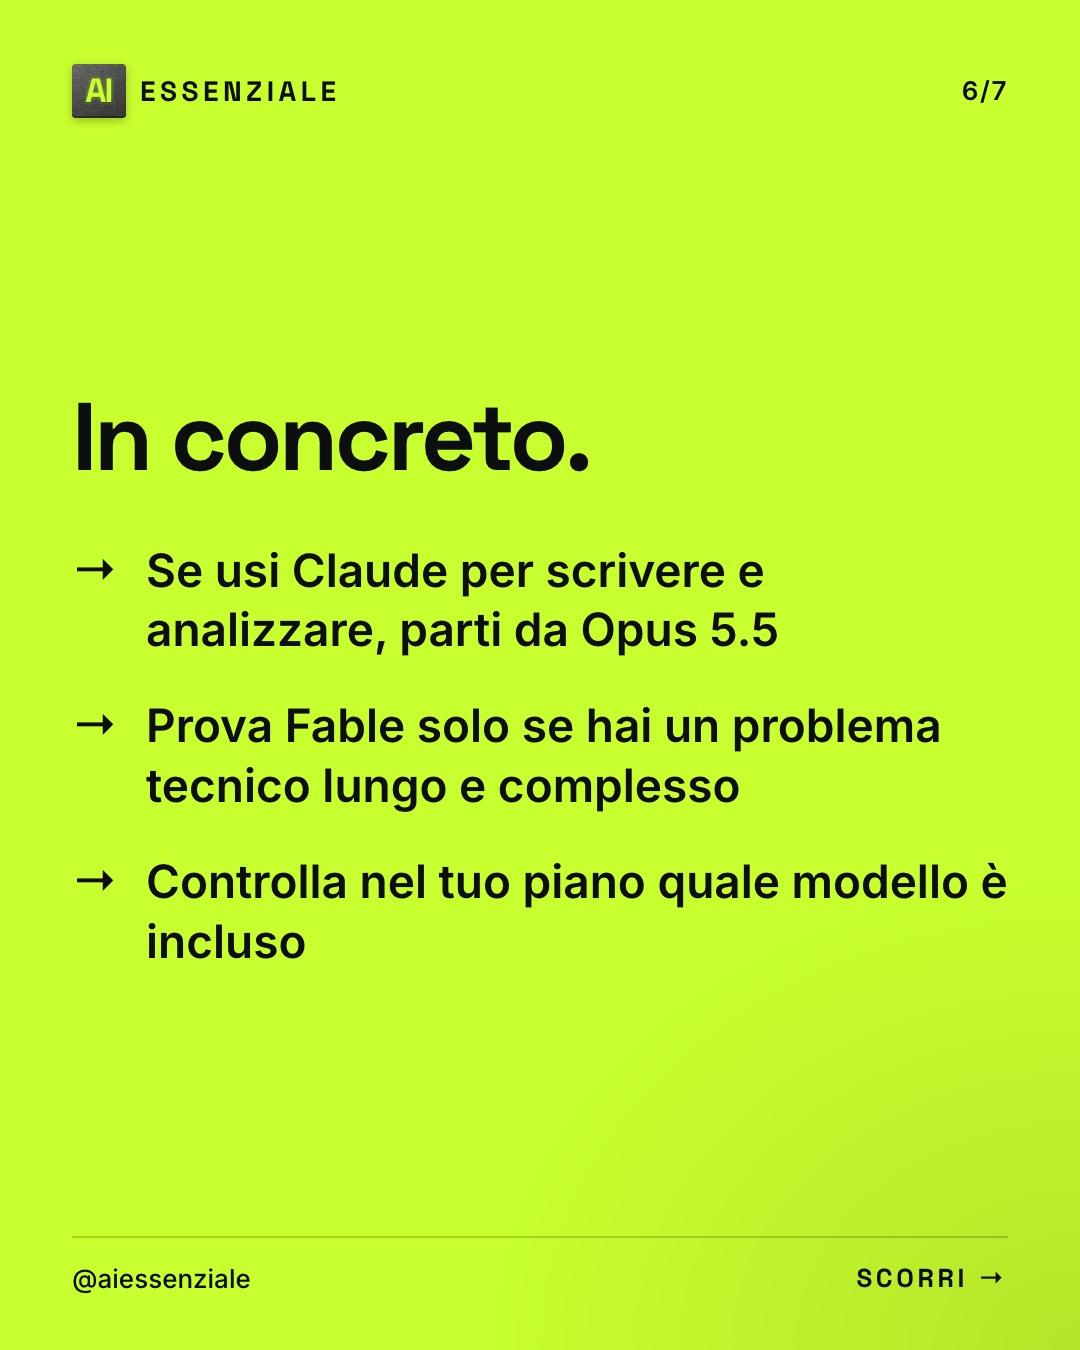 AI ESSENZIALE
6/7
In concreto.
→ Se usi Claude per scrivere e
analizzare, parti da Opus 5.5
→ Prova Fable solo se hai un problema
tecnico lungo e complesso
→ Controlla nel tuo piano quale modello è
incluso
@aiessenziale
SCORRI →